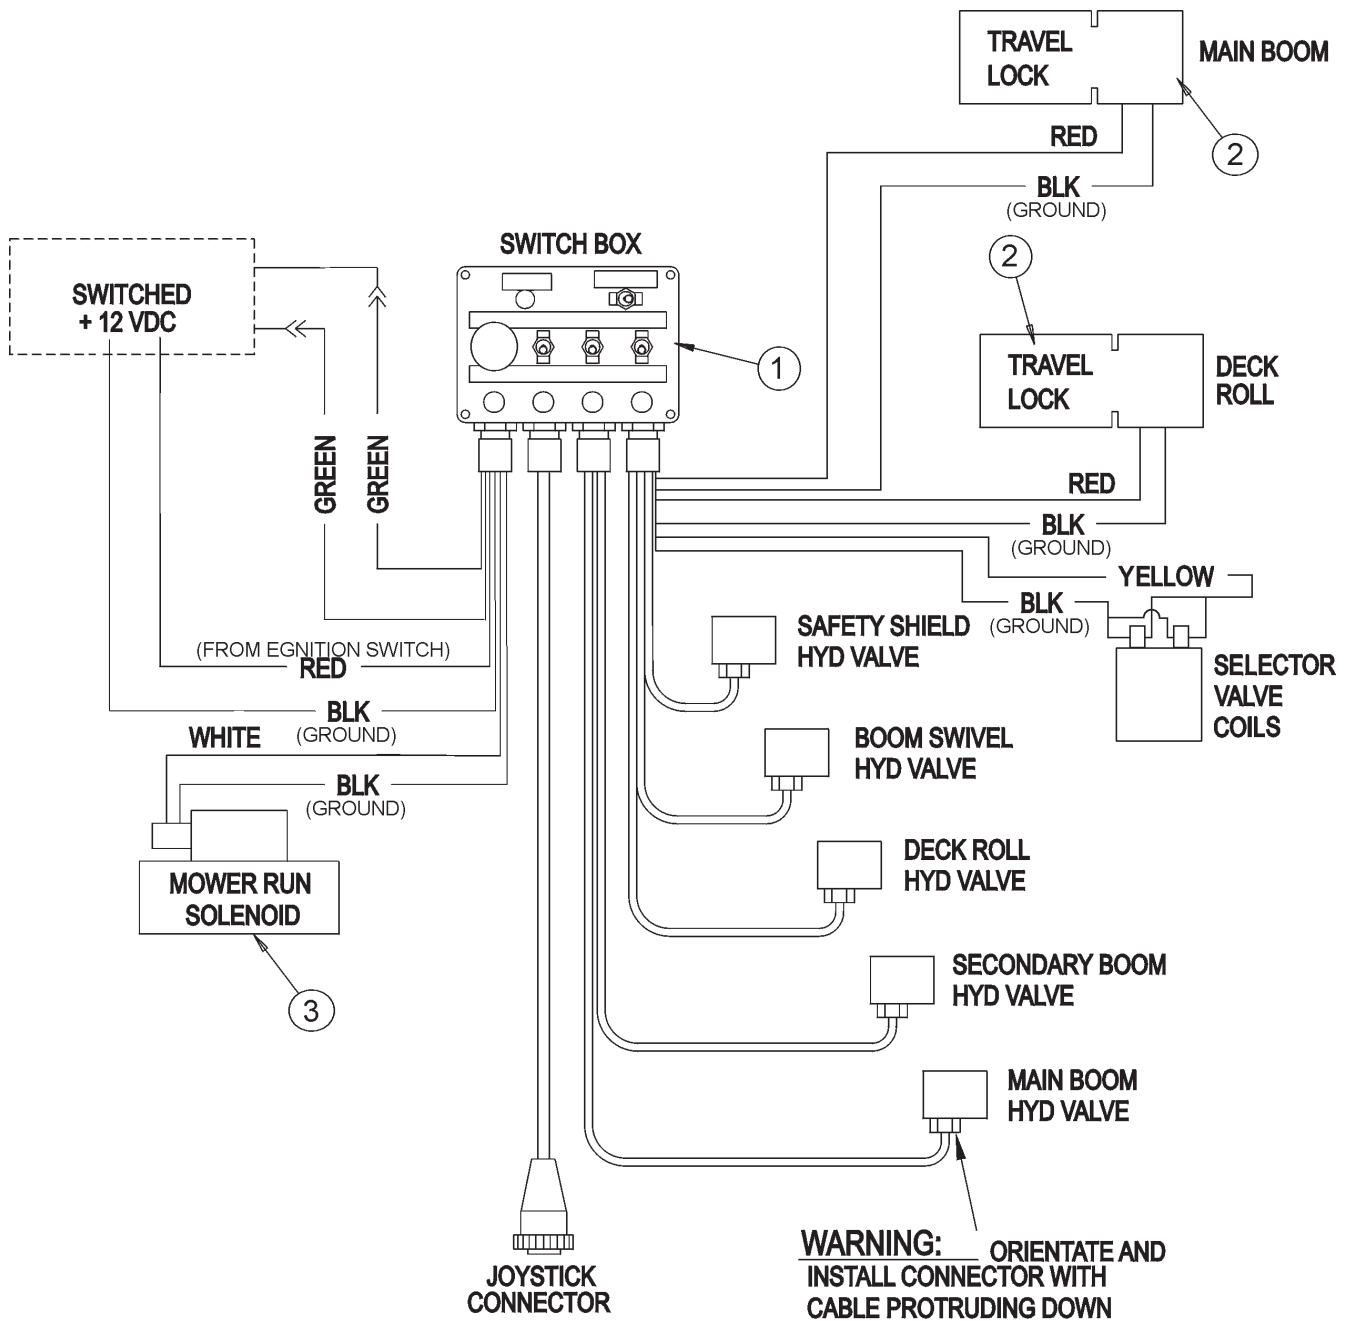 TRAVEL
LOCK
MAIN BOOM
RED
2
BLK
(GROUND)
SWITCH BOX
2
SWITCHED
+ 12 VDC
1
TRAVEL
LOCK
DECK
ROLL
GREEN
GREEN
RED
BLK
(GROUND)
YELLOW
BLK
(GROUND)
SAFETY SHIELD
HYD VALVE
(FROM EGNITION SWITCH)
RED
SELECTOR
VALVE
COILS
BLK
(GROUND)
WHITE
BOOM SWIVEL
HYD VALVE
BLK
(GROUND)
DECK ROLL
HYD VALVE
MOWER RUN
SOLENOID
3
SECONDARY BOOM
HYD VALVE
MAIN BOOM
HYD VALVE
JOYSTICK
CONNECTOR
WARNING: ORIENTATE AND
INSTALL CONNECTOR WITH
CABLE PROTRUDING DOWN